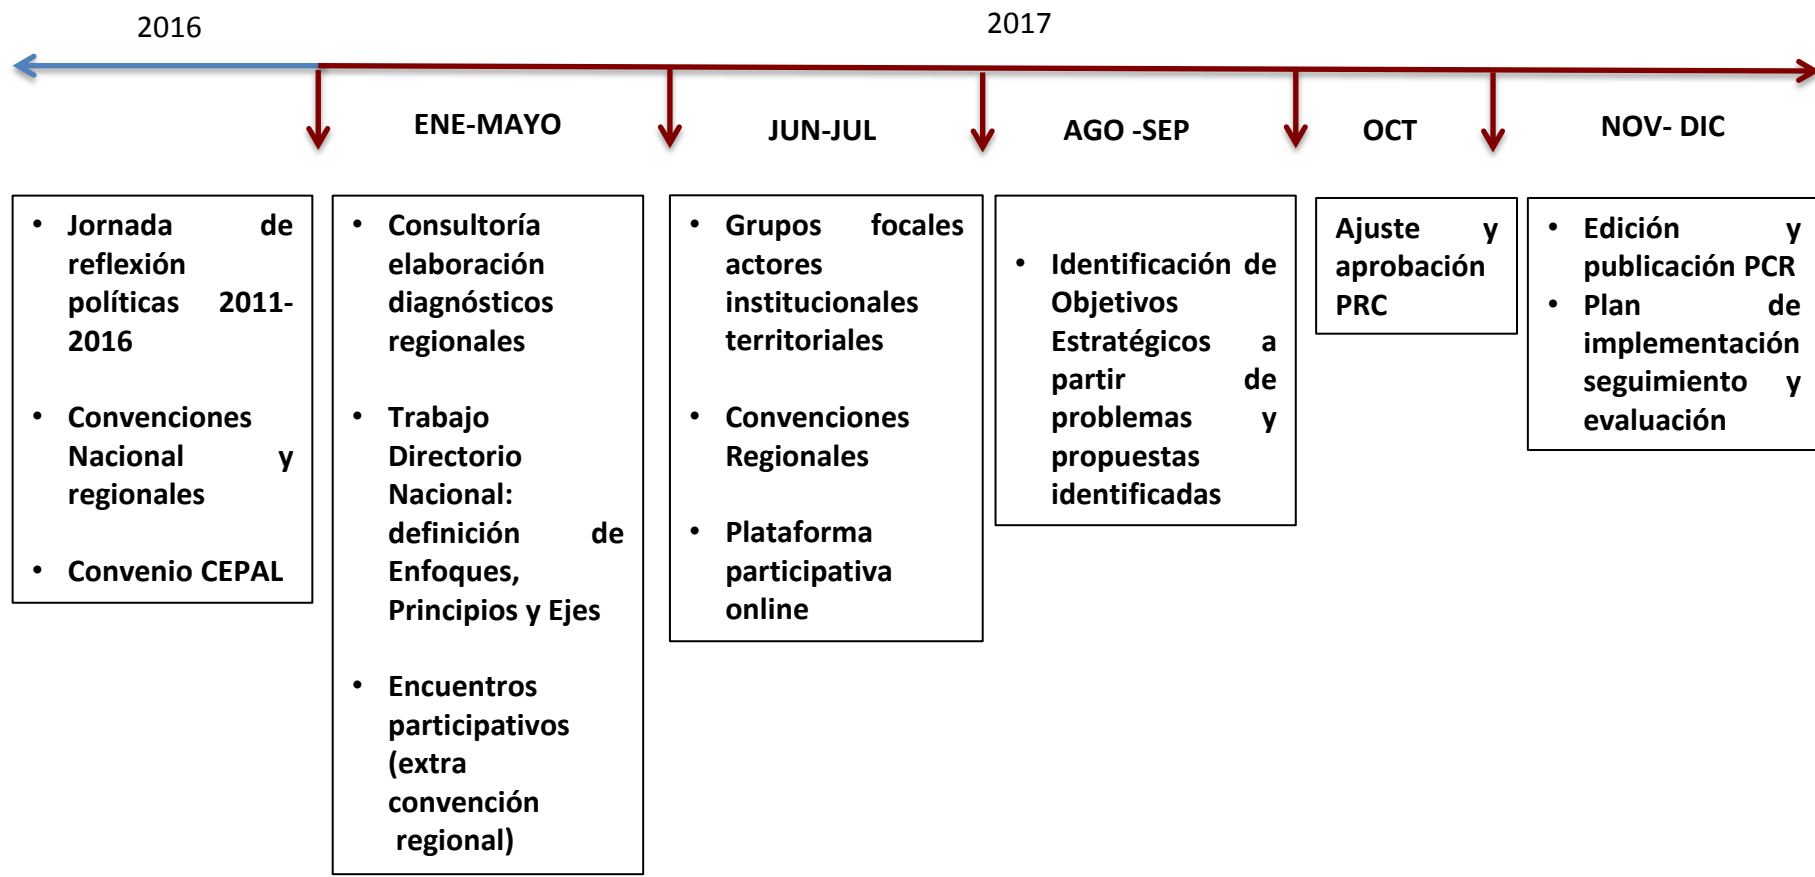 2016
2017
ENE-MAYO
JUN-JUL
AGO -SEP
OCT
NOV- DIC
• Jornada de
reflexión
políticas 2011-
2016
• Convenciones
Nacional y
regionales
• Convenio CEPAL
• Consultoría
elaboración
diagnósticos
regionales
• Trabajo
Directorio
Nacional:
definición de
Enfoques,
Principios y Ejes
• Encuentros
participativos
(extra
convención
regional)
• Grupos focales
actores
institucionales
territoriales
• Convenciones
Regionales
• Plataforma
participativa
online
• Identificación de
Objetivos
Estratégicos a
partir de
problemas y
propuestas
identificadas
Ajuste y
aprobación
PRC
• Edición y
publicación PCR
• Plan de
implementación
seguimiento y
evaluación